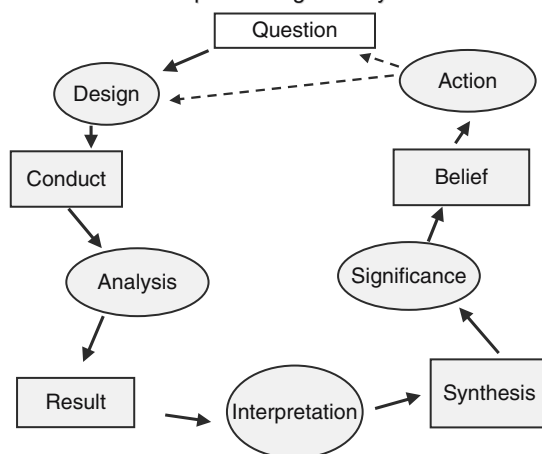 Question
Design
Action
Conduct
Belief
Analysis
Significance
Result
Interpretation
Synthesis